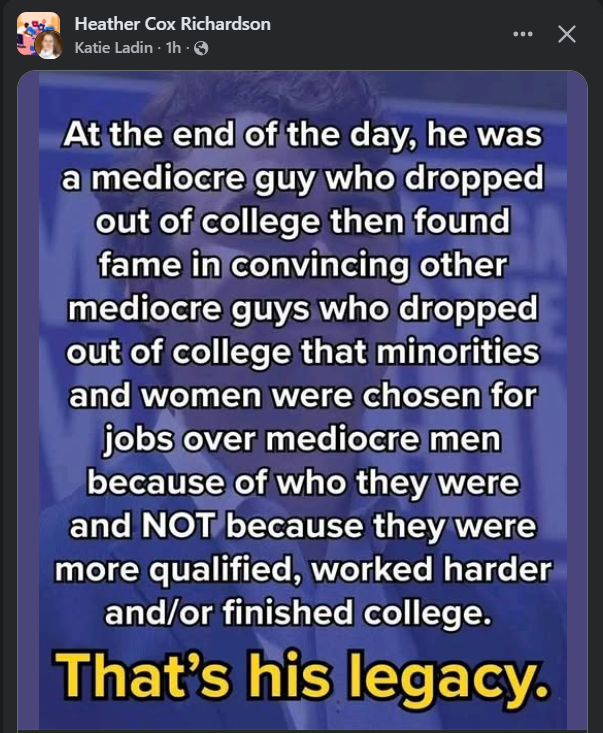 Heather Cox Richardson
Katie Ladin · 1h ·
At the end of the day, he was
a mediocre guy who dropped
out of college then found
fame in convincing other
mediocre guys who dropped
out of college that minorities
and women were chosen for
jobs over mediocre men
because of who they were
and NOT because they were
more qualified, worked harder
and/or finished college.
That's his legacy.